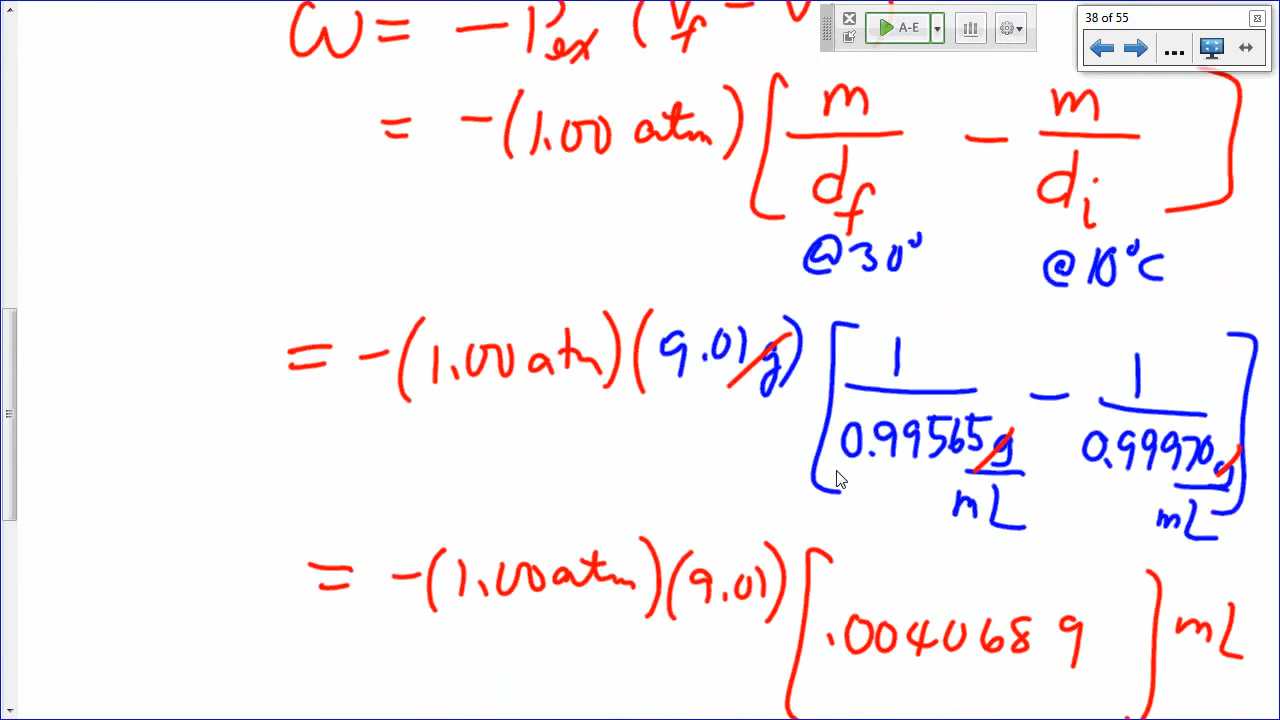 38 of 55
A-E
...
ω = - Pex (Vf - V
= -(1.00 atm) [ m/df - m/di ]
@30° @10°C
= -(1.00 atm)(9.01 g) [ 1/0.99565 g/mL - 1/0.99970 g/mL ]
= -(1.00 atm)(9.01) [ .0040689 ] mL